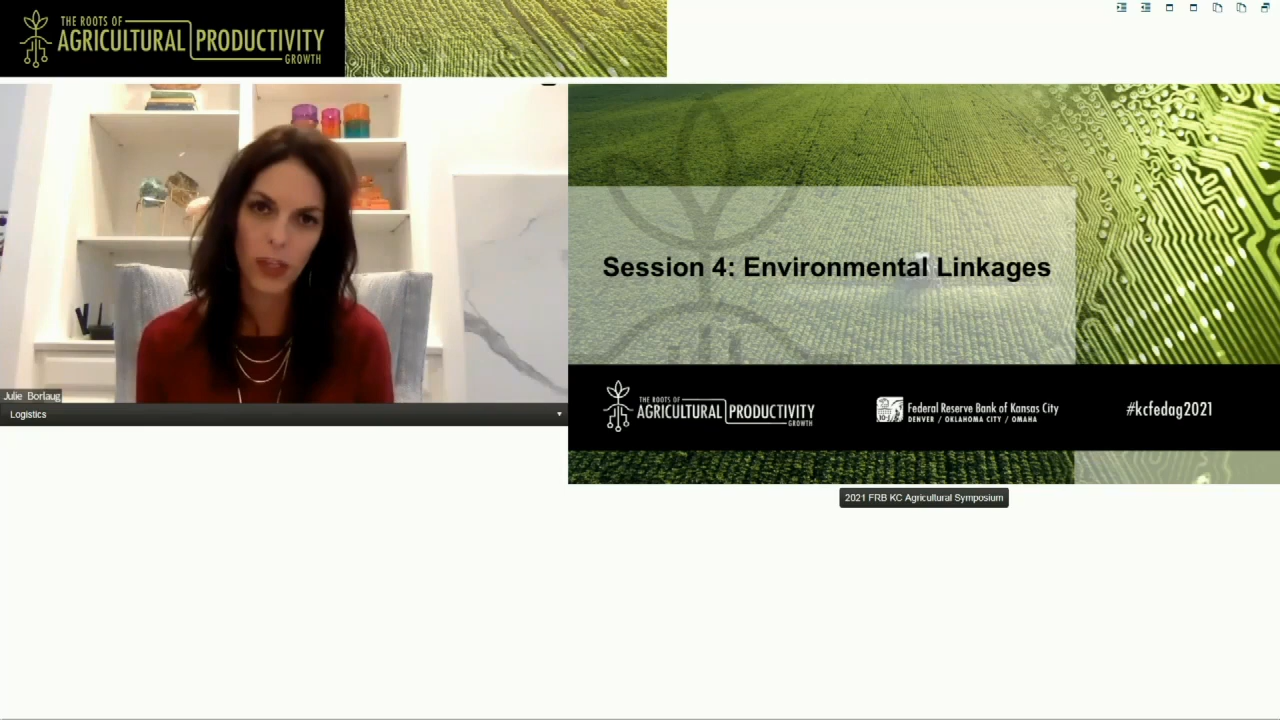 THE ROOTS OF
AGRICULTURAL PRODUCTIVITY
GROWTH
Session 4: Environmental Linkages
Julie Borlaug
Logistics
THE ROOTS OF
AGRICULTURAL PRODUCTIVITY
GROWTH
Federal Reserve Bank of Kansas City
DENVER / OKLAHOMA CITY / OMAHA
#kcfedag2021
2021 FRB KC Agricultural Symposium